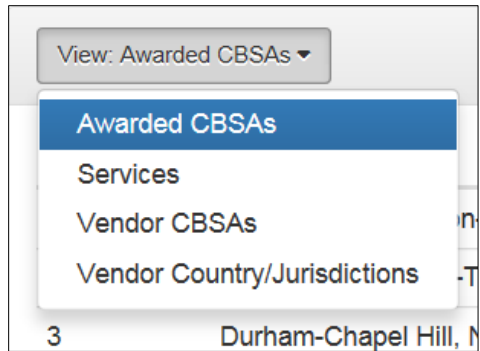 View: Awarded CBSAs
Awarded CBSAs
Services
Vendor CBSAs
Vendor Country/Jurisdictions
3 Durham-Chapel Hill,